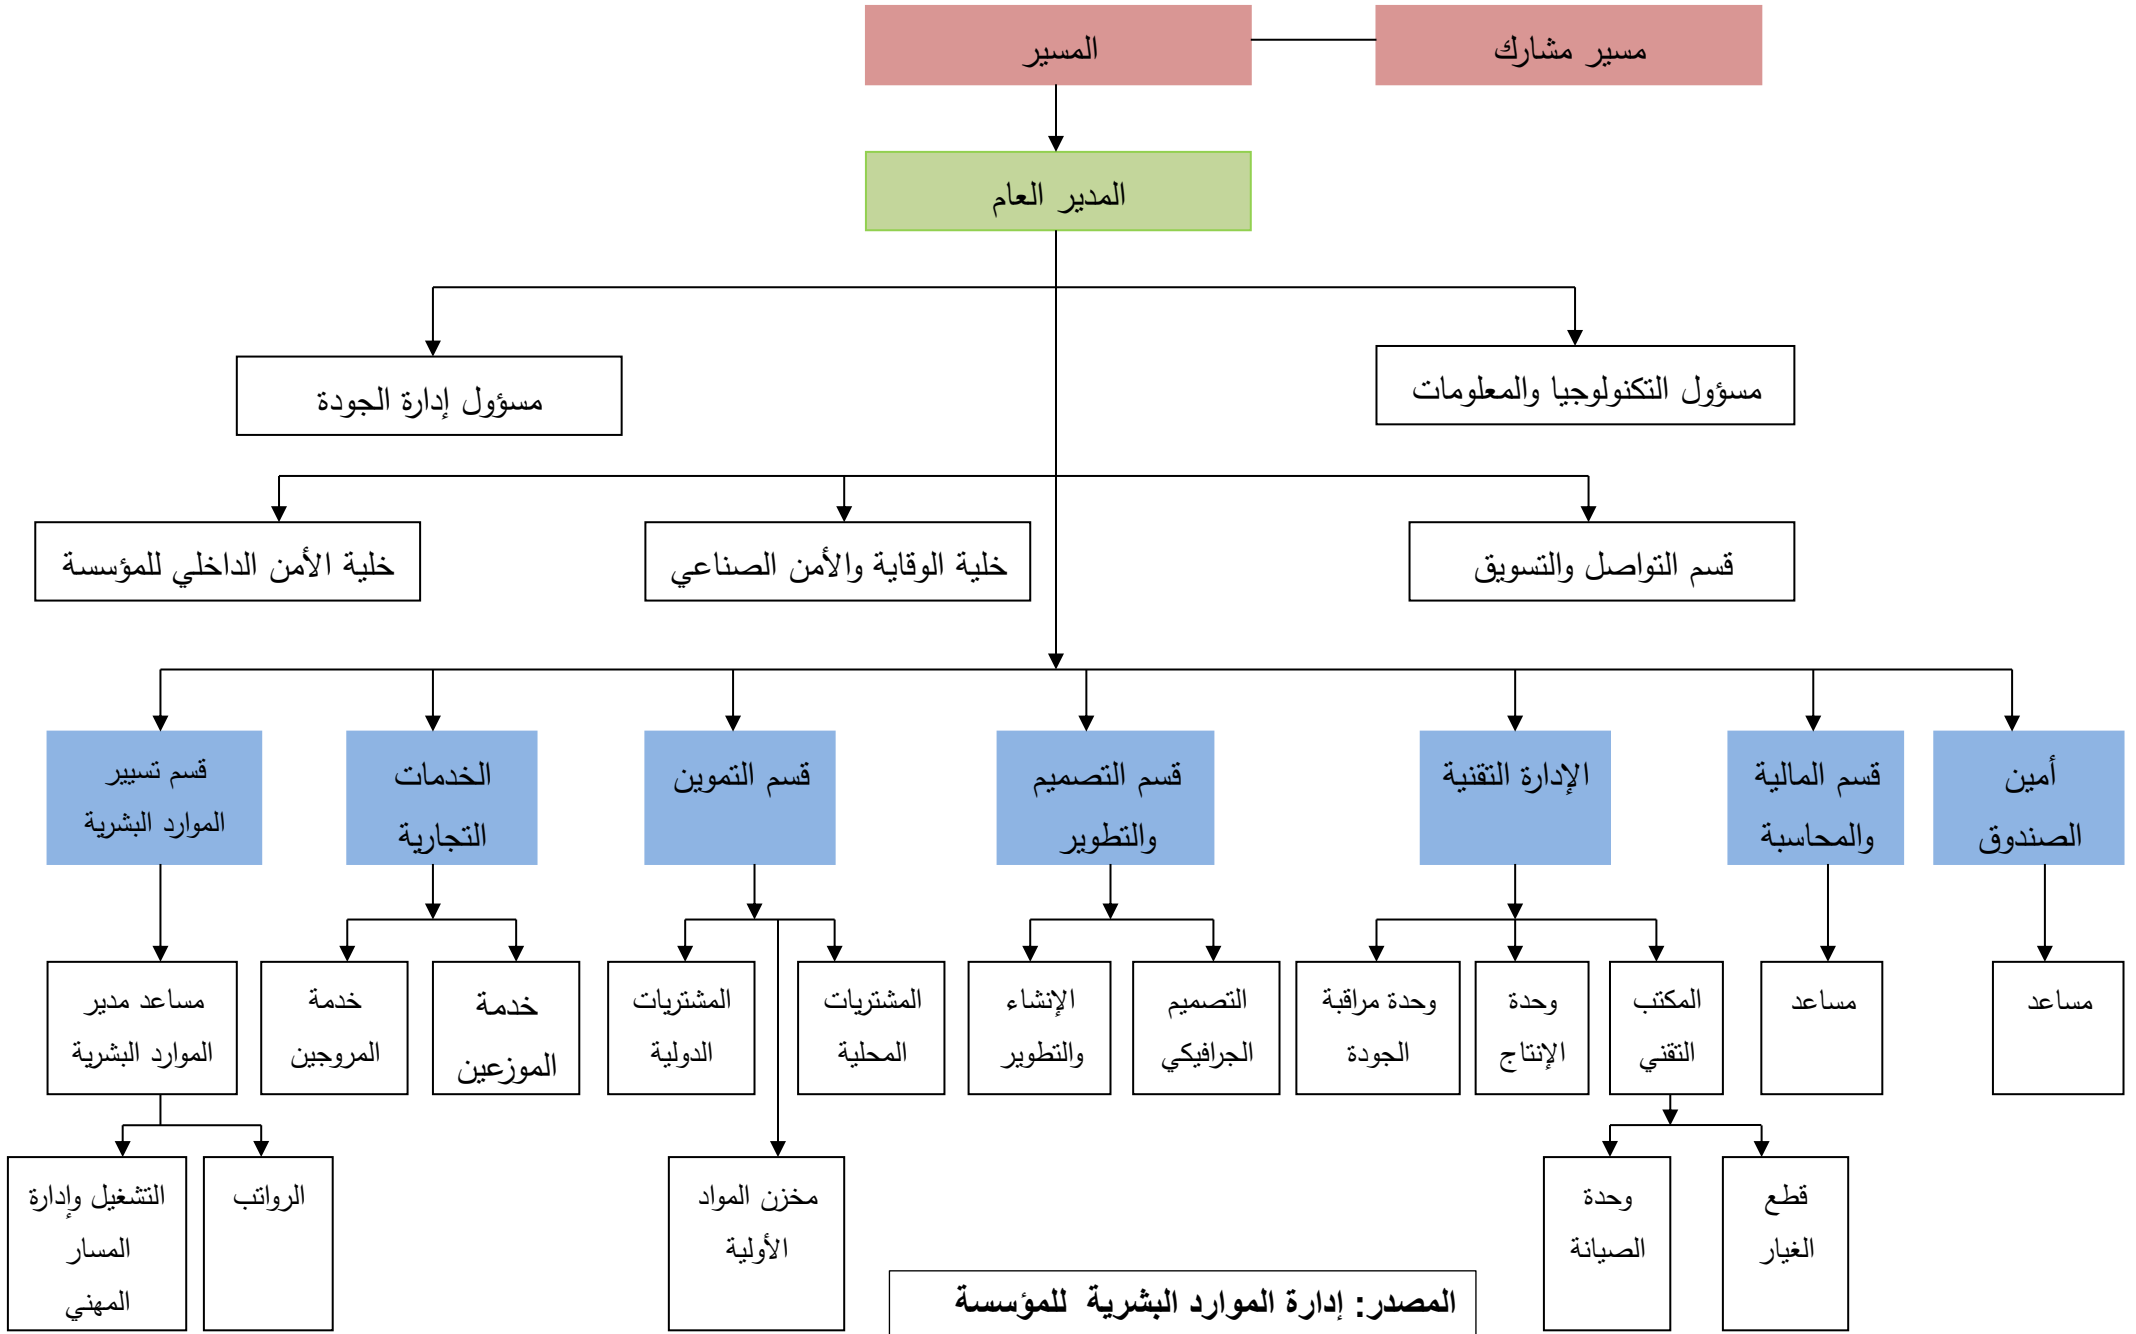 مسير مشارك
المسير
المدير العام
مسؤول التكنولوجيا والمعلومات
مسؤول إدارة الجودة
قسم التواصل والتسويق
خلية الوقاية والأمن الصناعي
خلية الأمن الداخلي للمؤسسة
أمين
الصندوق
قسم المالية
والمحاسبة
الإدارة التقنية
قسم التصميم
والتطوير
قسم التموين
الخدمات
التجارية
قسم تسيير
الموارد البشرية
مساعد
مساعد
المكتب
التقني
وحدة
الإنتاج
وحدة مراقبة
الجودة
التصميم
الجرافيكي
الإنشاء
والتطوير
المشتريات
المحلية
المشتريات
الدولية
خدمة
الموزعين
خدمة
المروجين
مساعد مدير
الموارد البشرية
قطع
الغيار
وحدة
الصيانة
مخزن المواد
الأولية
الرواتب
التشغيل وإدارة
المسار
المهني
المصدر: إدارة الموارد البشرية للمؤسسة